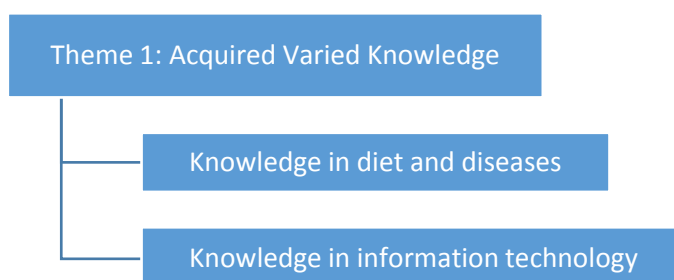 Theme 1: Acquired Varied Knowledge
Knowledge in diet and diseases
Knowledge in information technology